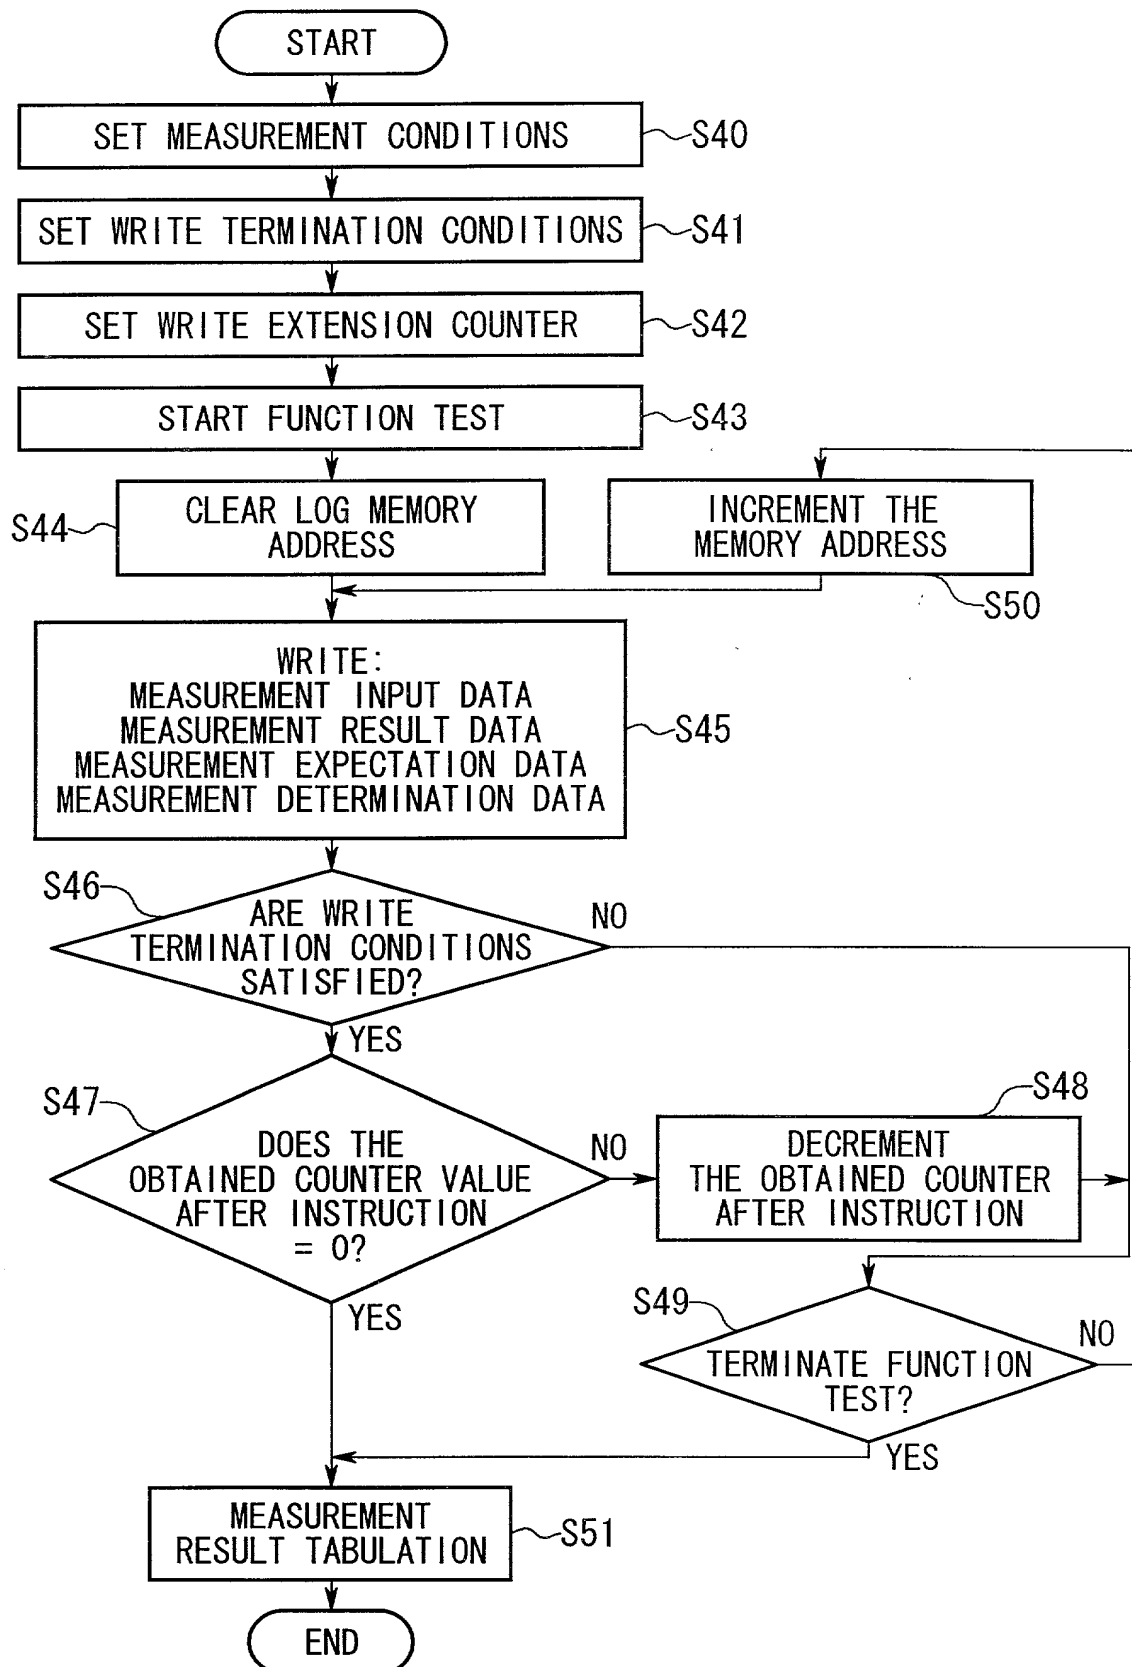 START
SET MEASUREMENT CONDITIONS
S40
SET WRITE TERMINATION CONDITIONS
S41
SET WRITE EXTENSION COUNTER
S42
START FUNCTION TEST
S43
S44
CLEAR LOG MEMORY
ADDRESS
INCREMENT THE
MEMORY ADDRESS
S50
WRITE:
MEASUREMENT INPUT DATA
MEASUREMENT RESULT DATA
MEASUREMENT EXPECTATION DATA
MEASUREMENT DETERMINATION DATA
S45
S46
ARE WRITE
TERMINATION CONDITIONS
SATISFIED?
NO
YES
S47
DOES THE
OBTAINED COUNTER VALUE
AFTER INSTRUCTION
= 0?
NO
YES
S48
DECREMENT
THE OBTAINED COUNTER
AFTER INSTRUCTION
S49
TERMINATE FUNCTION
TEST?
NO
YES
MEASUREMENT
RESULT TABULATION
S51
END